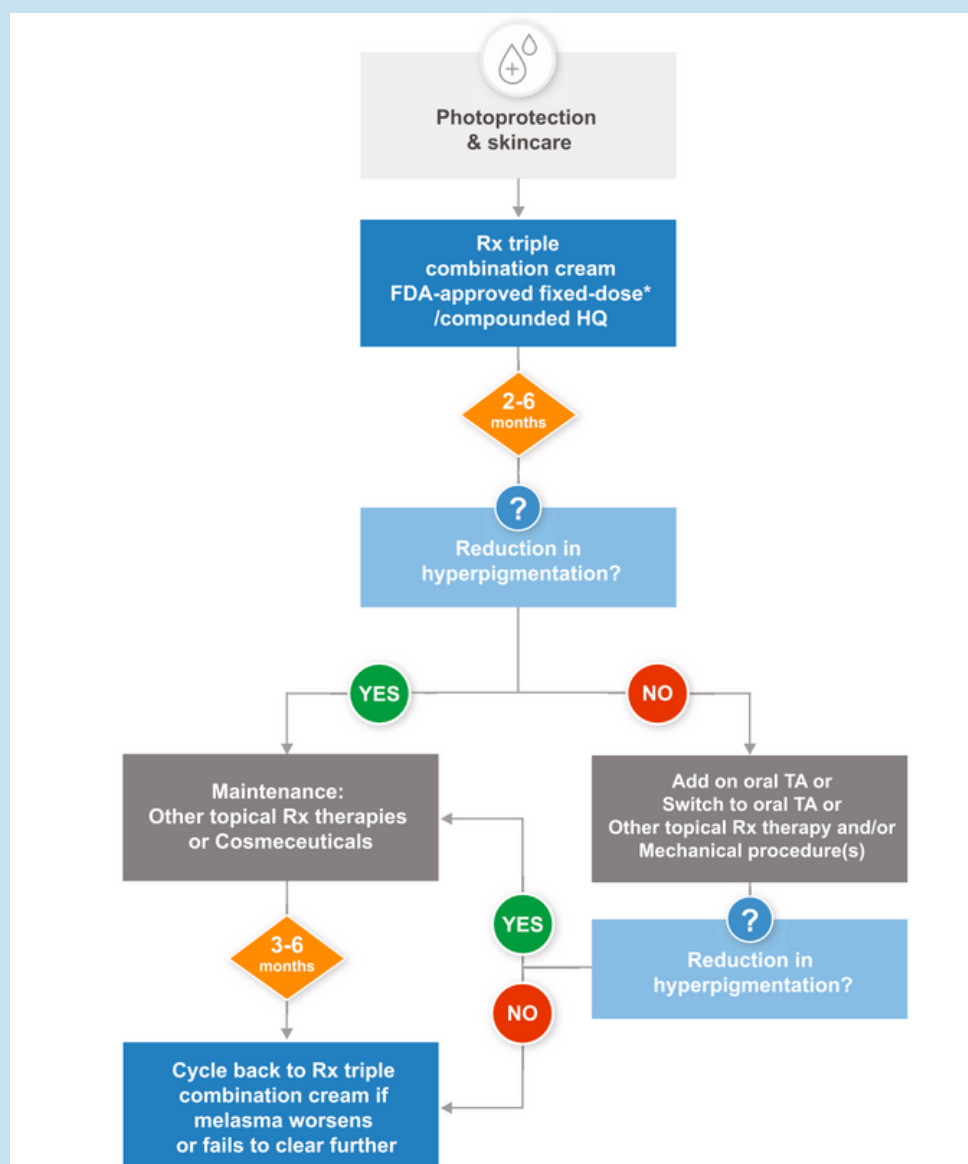 Photoprotection
& skincare
Rx triple
combination cream
FDA-approved fixed-dose*
/compounded HQ
2-6
months
?
Reduction in
hyperpigmentation?
YES
NO
Maintenance:
Other topical Rx therapies
or Cosmeceuticals
Add on oral TA or
Switch to oral TA or
Other topical Rx therapy and/or
Mechanical procedure(s)
YES
?
Reduction in
hyperpigmentation?
3-6
months
NO
Cycle back to Rx triple
combination cream if
melasma worsens
or fails to clear further